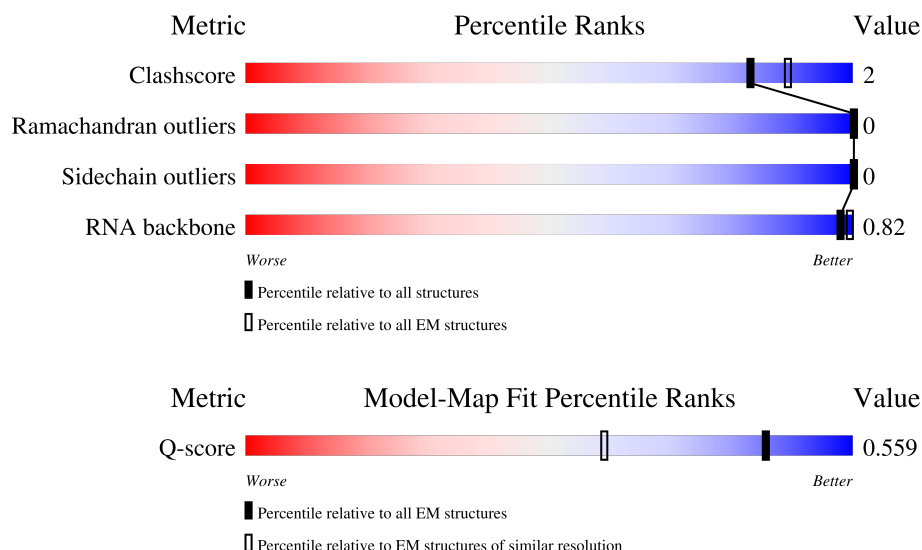 Metric Percentile Ranks Value
Clashscore 2
Ramachandran outliers 0
Sidechain outliers 0
RNA backbone 0.82
Worse Better
Percentile relative to all structures
Percentile relative to all EM structures
Metric Model-Map Fit Percentile Ranks Value
Q-score 0.559
Worse Better
Percentile relative to all EM structures
Percentile relative to EM structures of similar resolution